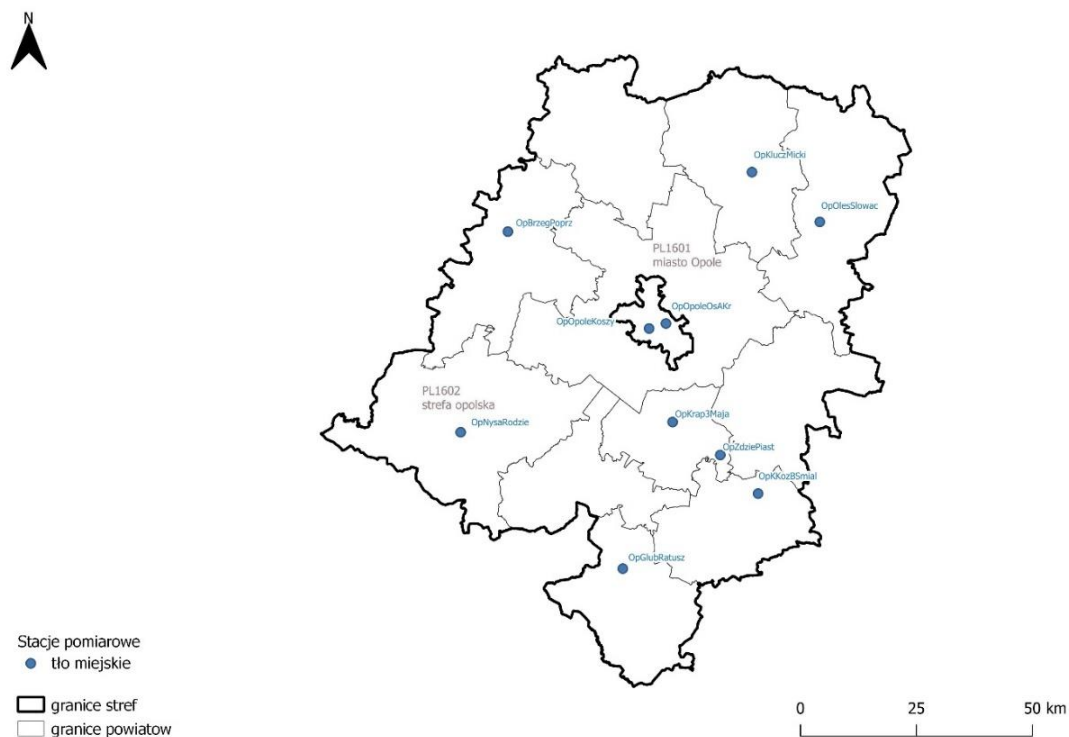 N
OpKluczMicki
OpOlesSlowac
OpBrzegPoprz
PL1601
miasto Opole
OpOpoleOsAKr
OpOpoleKoszy
PL1602
strefa opolska
OpKrap3Maja
OpNysaRodzie
OpZdziePiast
OpKKozBSmial
OpGlubRatusz
Stacje pomiarowe
tło miejskie
granice stref
granice powiatow
0 25 50 km